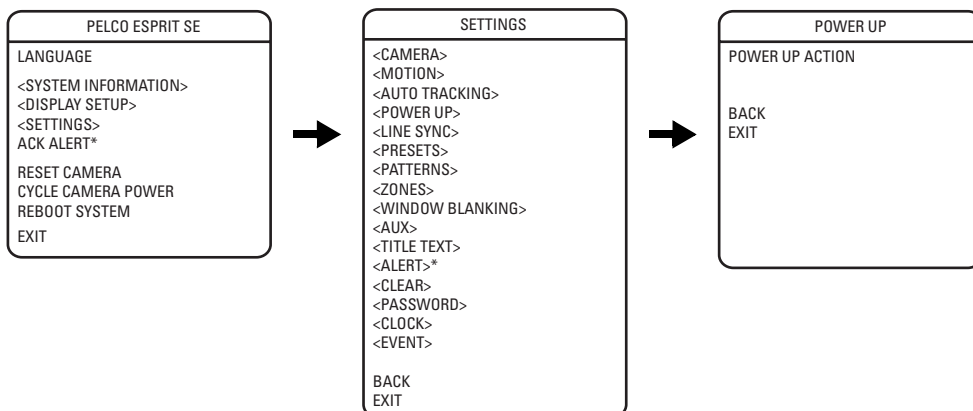 PELCO ESPRIT SE
LANGUAGE
<SYSTEM INFORMATION>
<DISPLAY SETUP>
<SETTINGS>
ACK ALERT*
RESET CAMERA
CYCLE CAMERA POWER
REBOOT SYSTEM
EXIT
SETTINGS
<CAMERA>
<MOTION>
<AUTO TRACKING>
<POWER UP>
<LINE SYNC>
<PRESETS>
<PATTERNS>
<ZONES>
<WINDOW BLANKING>
<AUX>
<TITLE TEXT>
<ALERT>*
<CLEAR>
<PASSWORD>
<CLOCK>
<EVENT>
BACK
EXIT
POWER UP
POWER UP ACTION
BACK
EXIT